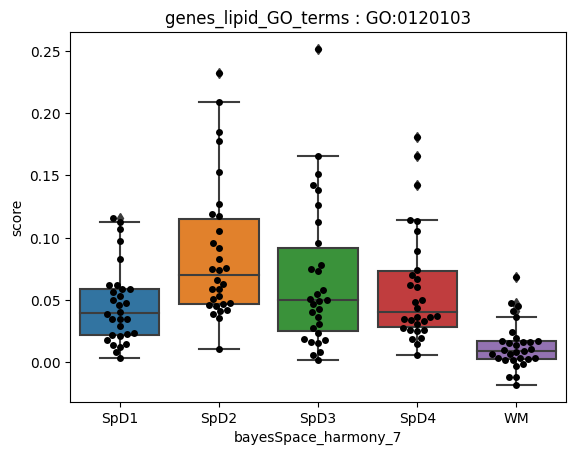 genes_lipid_GO_terms : GO:0120103
0.25
0.20
0.15
0.10
0.05
0.00
score
SpD1 SpD2 SpD3 SpD4 WM
bayesSpace_harmony_7